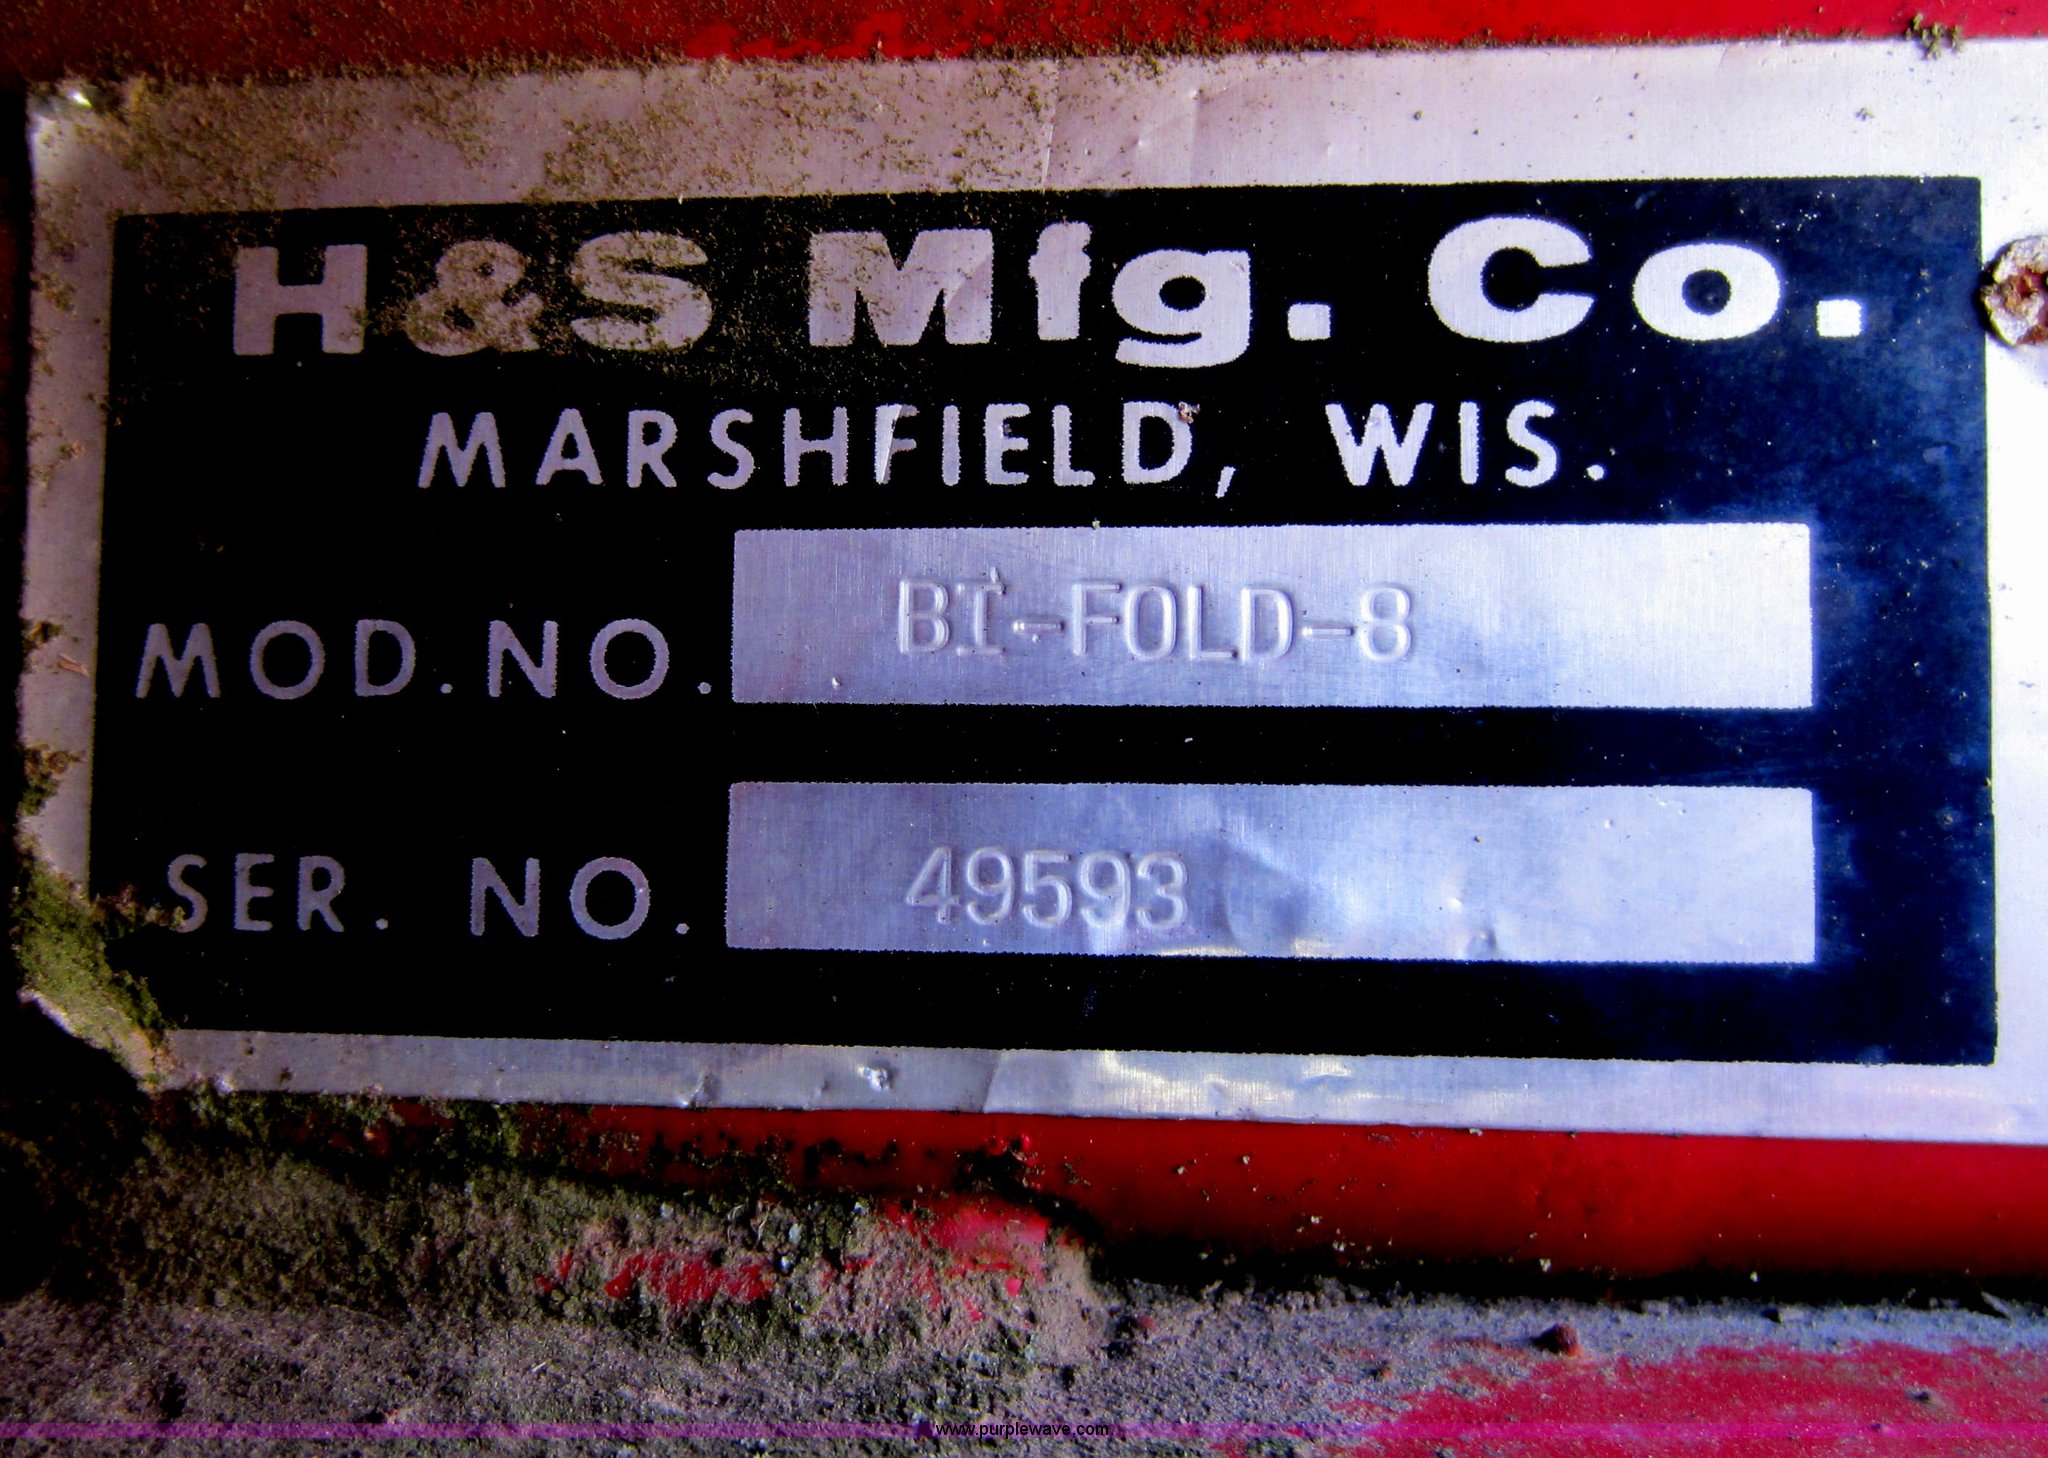 H&S Mfg. Co.
MARSHFIELD, WIS.
MOD. NO. BI-FOLD-8
SER. NO. 49593
www.purplewave.com